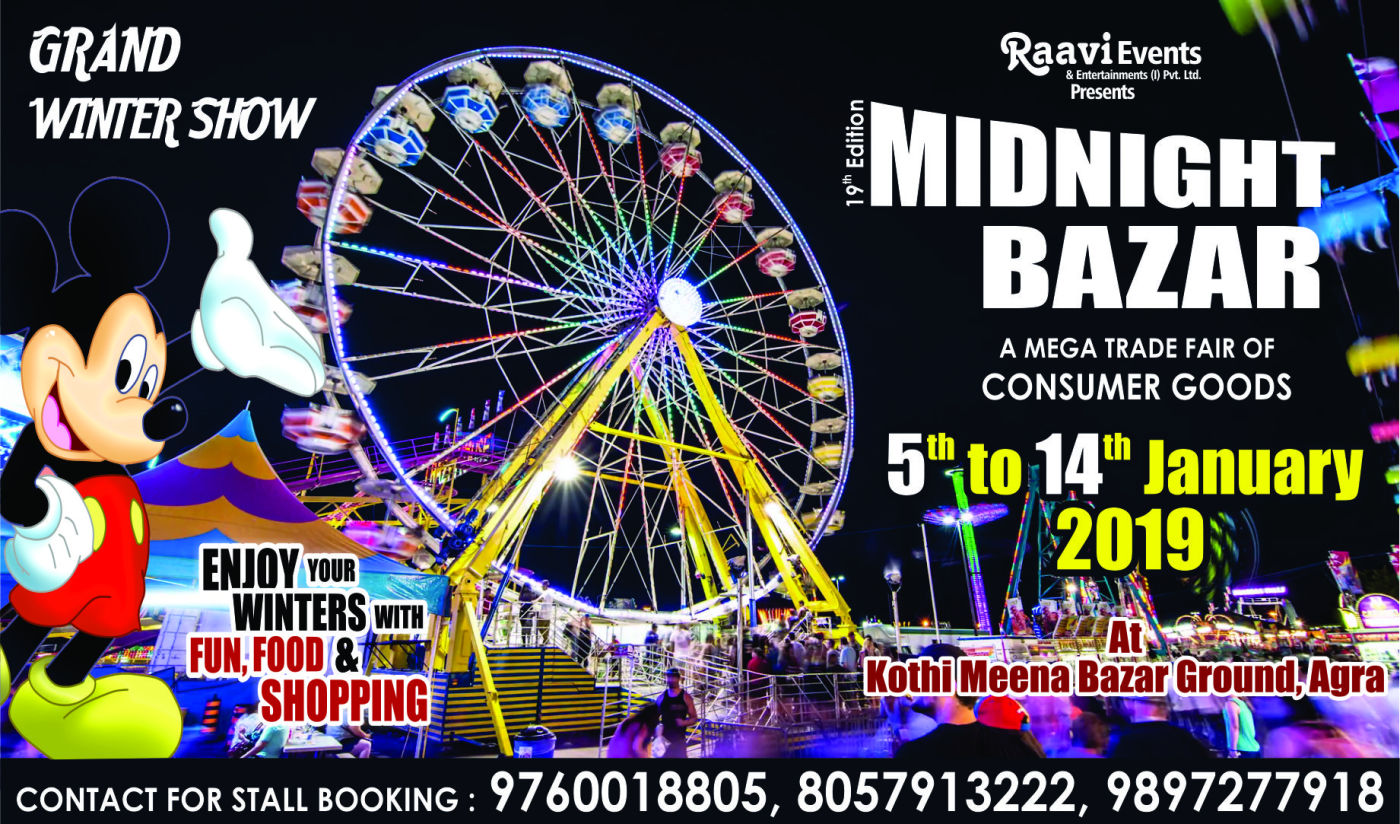 GRAND
WINTER SHOW
Raavi Events
& Entertainments (I) Pvt. Ltd.
Presents
19th Edition
MIDNIGHT
BAZAR
A MEGA TRADE FAIR OF
CONSUMER GOODS
5th to 14th January
2019
At
Kothi Meena Bazar Ground, Agra
ENJOY YOUR
WINTERS WITH
FUN, FOOD &
SHOPPING
CONTACT FOR STALL BOOKING : 9760018805, 8057913222, 9897277918